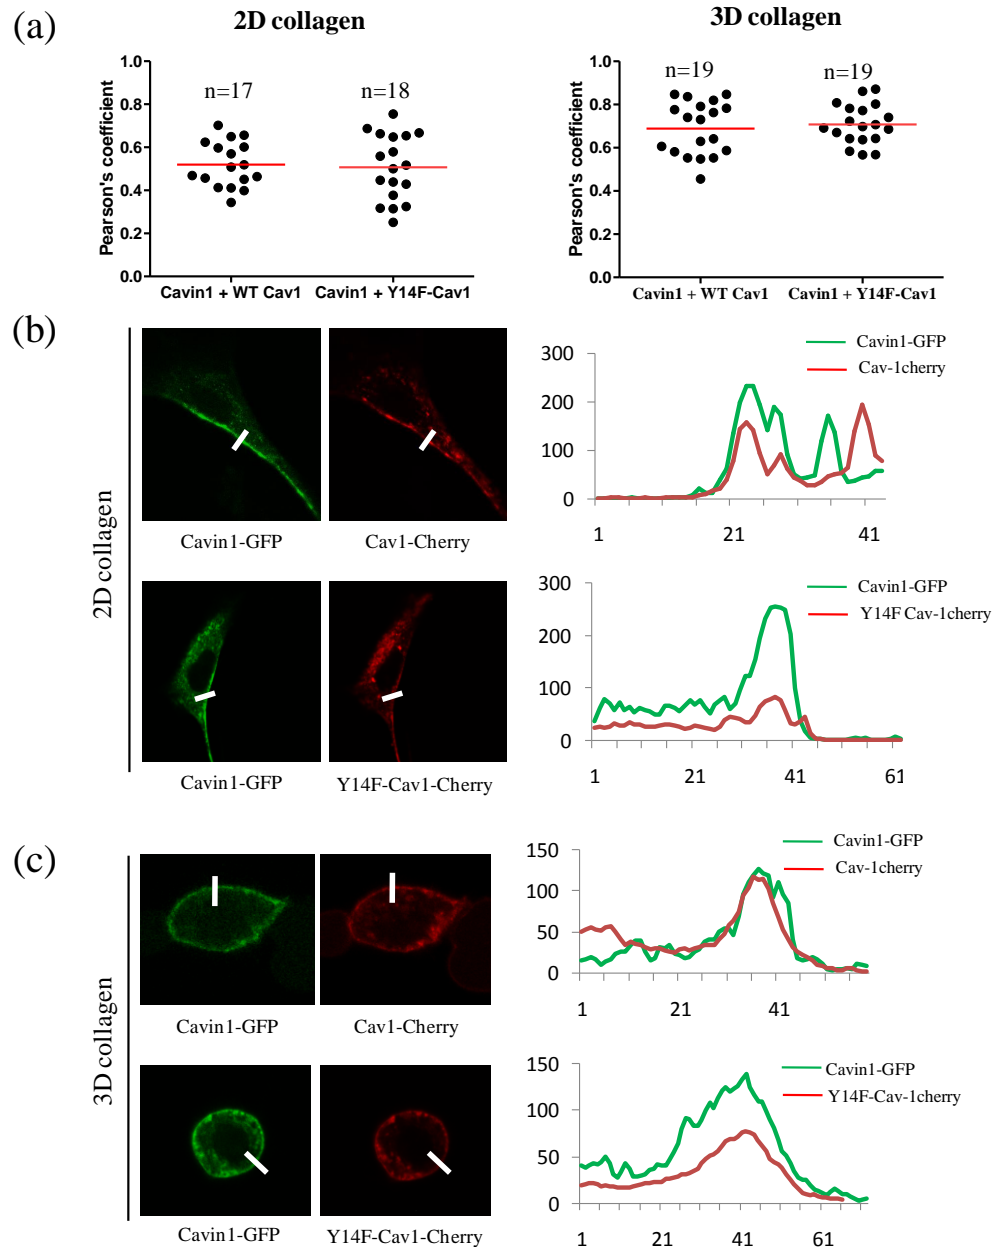 (a)
2D collagen
3D collagen
Pearson's coefficient
1.0
0.8
0.6
0.4
0.2
0.0
n=17
n=18
Cavin1 + WT Cav1
Cavin1 + Y14F-Cav1
Pearson's coefficient
1.0
0.8
0.6
0.4
0.2
0.0
n=19
n=19
Cavin1 + WT Cav1
Cavin1 + Y14F-Cav1
(b)
2D collagen
Cavin1-GFP
Cav1-Cherry
300
200
100
0
1
21
41
Cavin1-GFP
Cav-1cherry
Cavin1-GFP
Y14F-Cav1-Cherry
300
200
100
0
1
21
41
61
Cavin1-GFP
Y14F Cav-1cherry
(c)
3D collagen
Cavin1-GFP
Cav1-Cherry
150
100
50
0
1
21
41
Cavin1-GFP
Cav-1cherry
Cavin1-GFP
Y14F-Cav1-Cherry
150
100
50
0
1
21
41
61
Cavin1-GFP
Y14F-Cav-1cherry